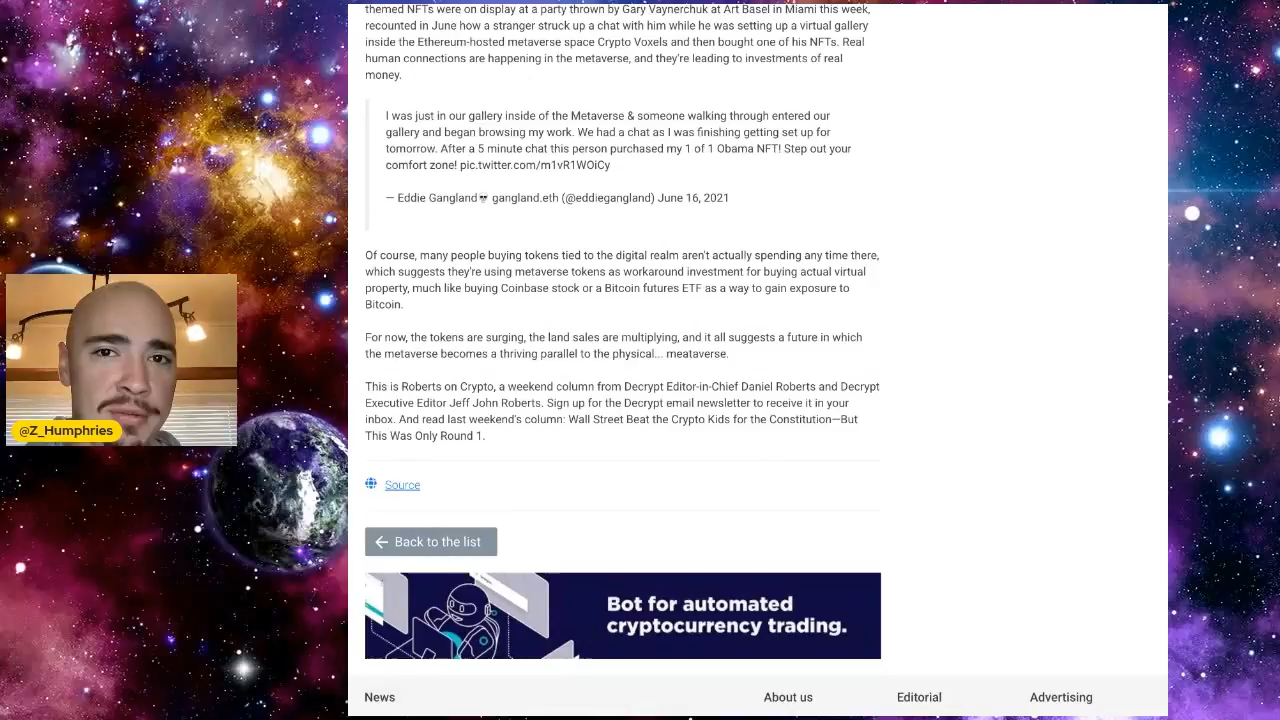 themed NFTs were on display at a party thrown by Gary Vaynerchuk at Art Basel in Miami this week,
recounted in June how a stranger struck up a chat with him while he was setting up a virtual gallery
inside the Ethereum-hosted metaverse space Crypto Voxels and then bought one of his NFTs. Real
human connections are happening in the metaverse, and they're leading to investments of real
money.
I was just in our gallery inside of the Metaverse & someone walking through entered our
gallery and began browsing my work. We had a chat as I was finishing getting set up for
tomorrow. After a 5 minute chat this person purchased my 1 of 1 Obama NFT! Step out your
comfort zone! pic.twitter.com/m1vR1WOiCy
— Eddie Gangland💀 gangland.eth (@eddiegangland) June 16, 2021
Of course, many people buying tokens tied to the digital realm aren't actually spending any time there,
which suggests they're using metaverse tokens as workaround investment for buying actual virtual
property, much like buying Coinbase stock or a Bitcoin futures ETF as a way to gain exposure to
Bitcoin.
For now, the tokens are surging, the land sales are multiplying, and it all suggests a future in which
the metaverse becomes a thriving parallel to the physical... meataverse.
This is Roberts on Crypto, a weekend column from Decrypt Editor-in-Chief Daniel Roberts and Decrypt
Executive Editor Jeff John Roberts. Sign up for the Decrypt email newsletter to receive it in your
inbox. And read last weekend's column: Wall Street Beat the Crypto Kids for the Constitution—But
This Was Only Round 1.
@Z_Humphries
Source
Back to the list
Bot for automated
cryptocurrency trading.
News
About us
Editorial
Advertising